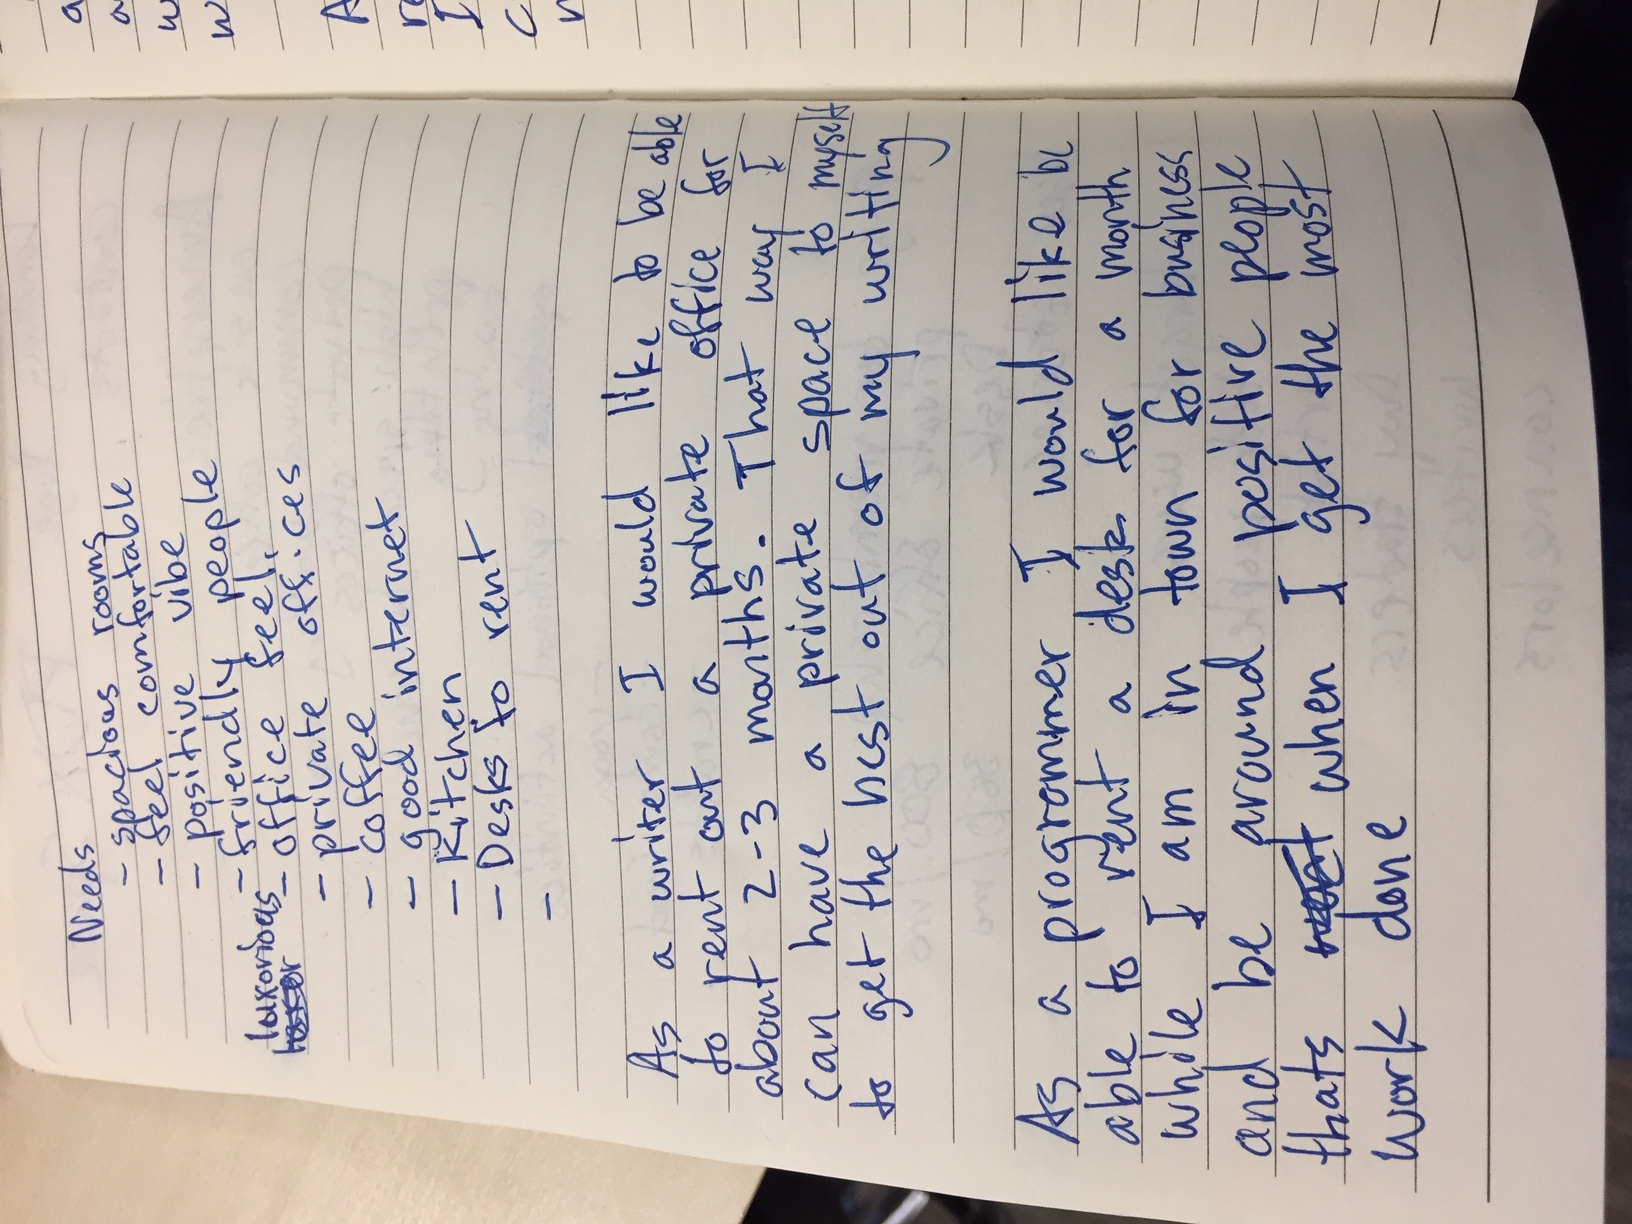 Needs
- spacious rooms
- feel comfortable
- positive vibe
- friendly people
luxorious - office feel.
- private offices
- coffee
- good internet
- Kitchen
- Desks to rent
-
As a writer I would like to be able
to rent out a private office for
about 2-3 months. That way I
can have a private space to myself
to get the best out of my writing
As a programmer I would like be
able to rent a desk for a month
while I am in town for business
and be around positive people
thats when I get the most
work done